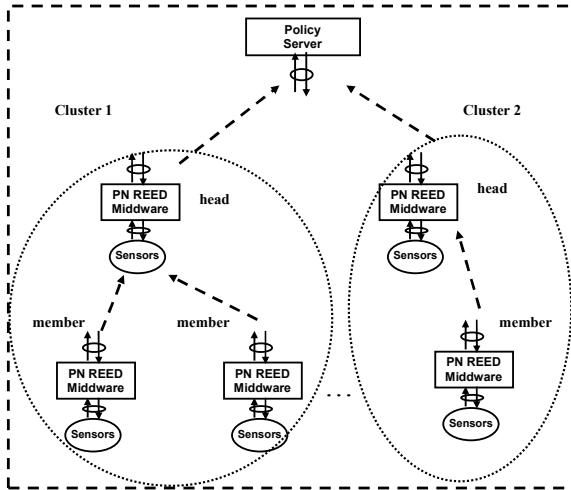 Policy
Server
Cluster 1
Cluster 2
PN REED
Middware
head
PN REED
Middware
head
Sensors
Sensors
member
member
member
PN REED
Middware
PN REED
Middware
PN REED
Middware
. . .
Sensors
Sensors
Sensors